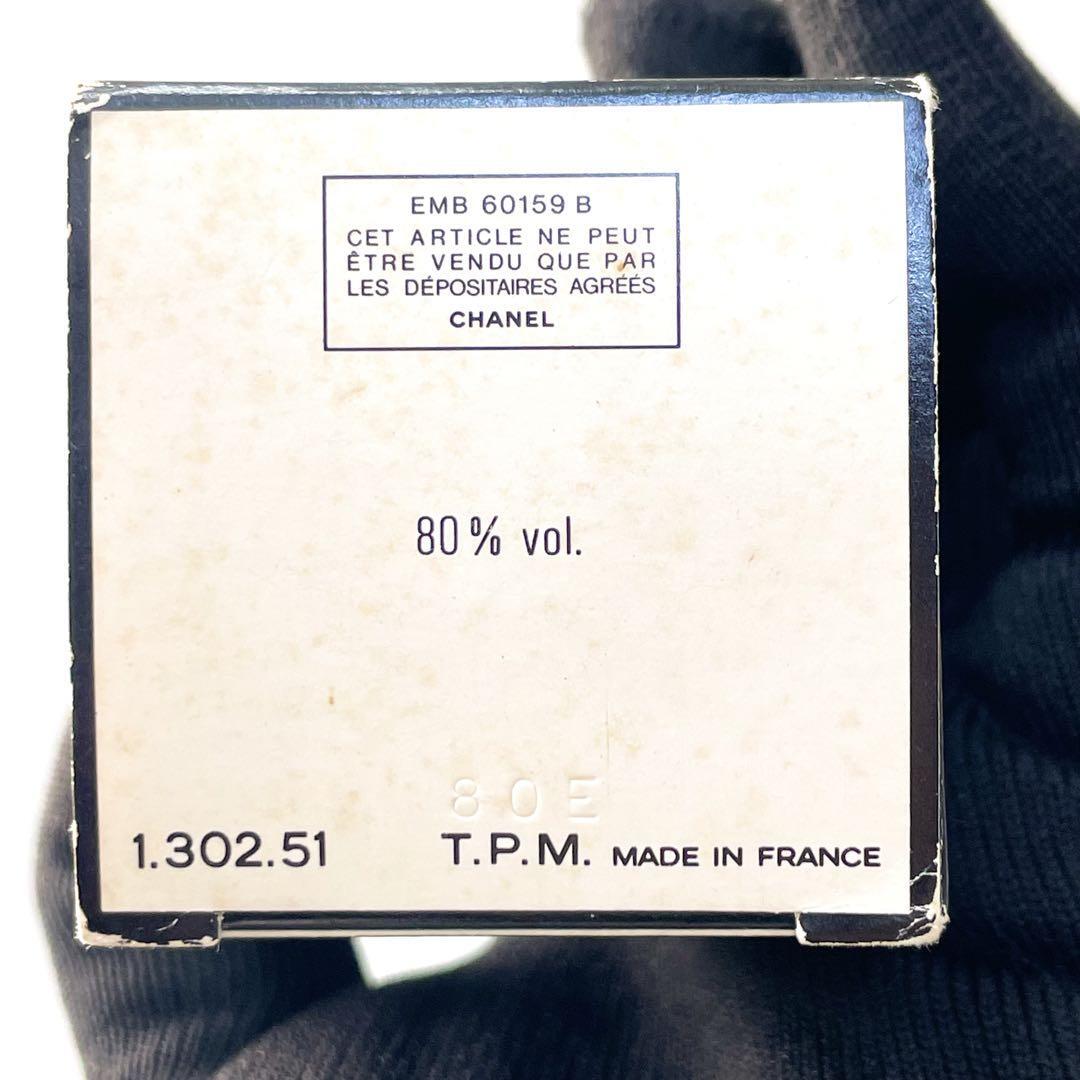 EMB 60159 B
CET ARTICLE NE PEUT
ÊTRE VENDU QUE PAR
LES DÉPOSITAIRES AGRÉÉS
CHANEL
80% vol.
80E
1.302.51 T.P.M. MADE IN FRANCE